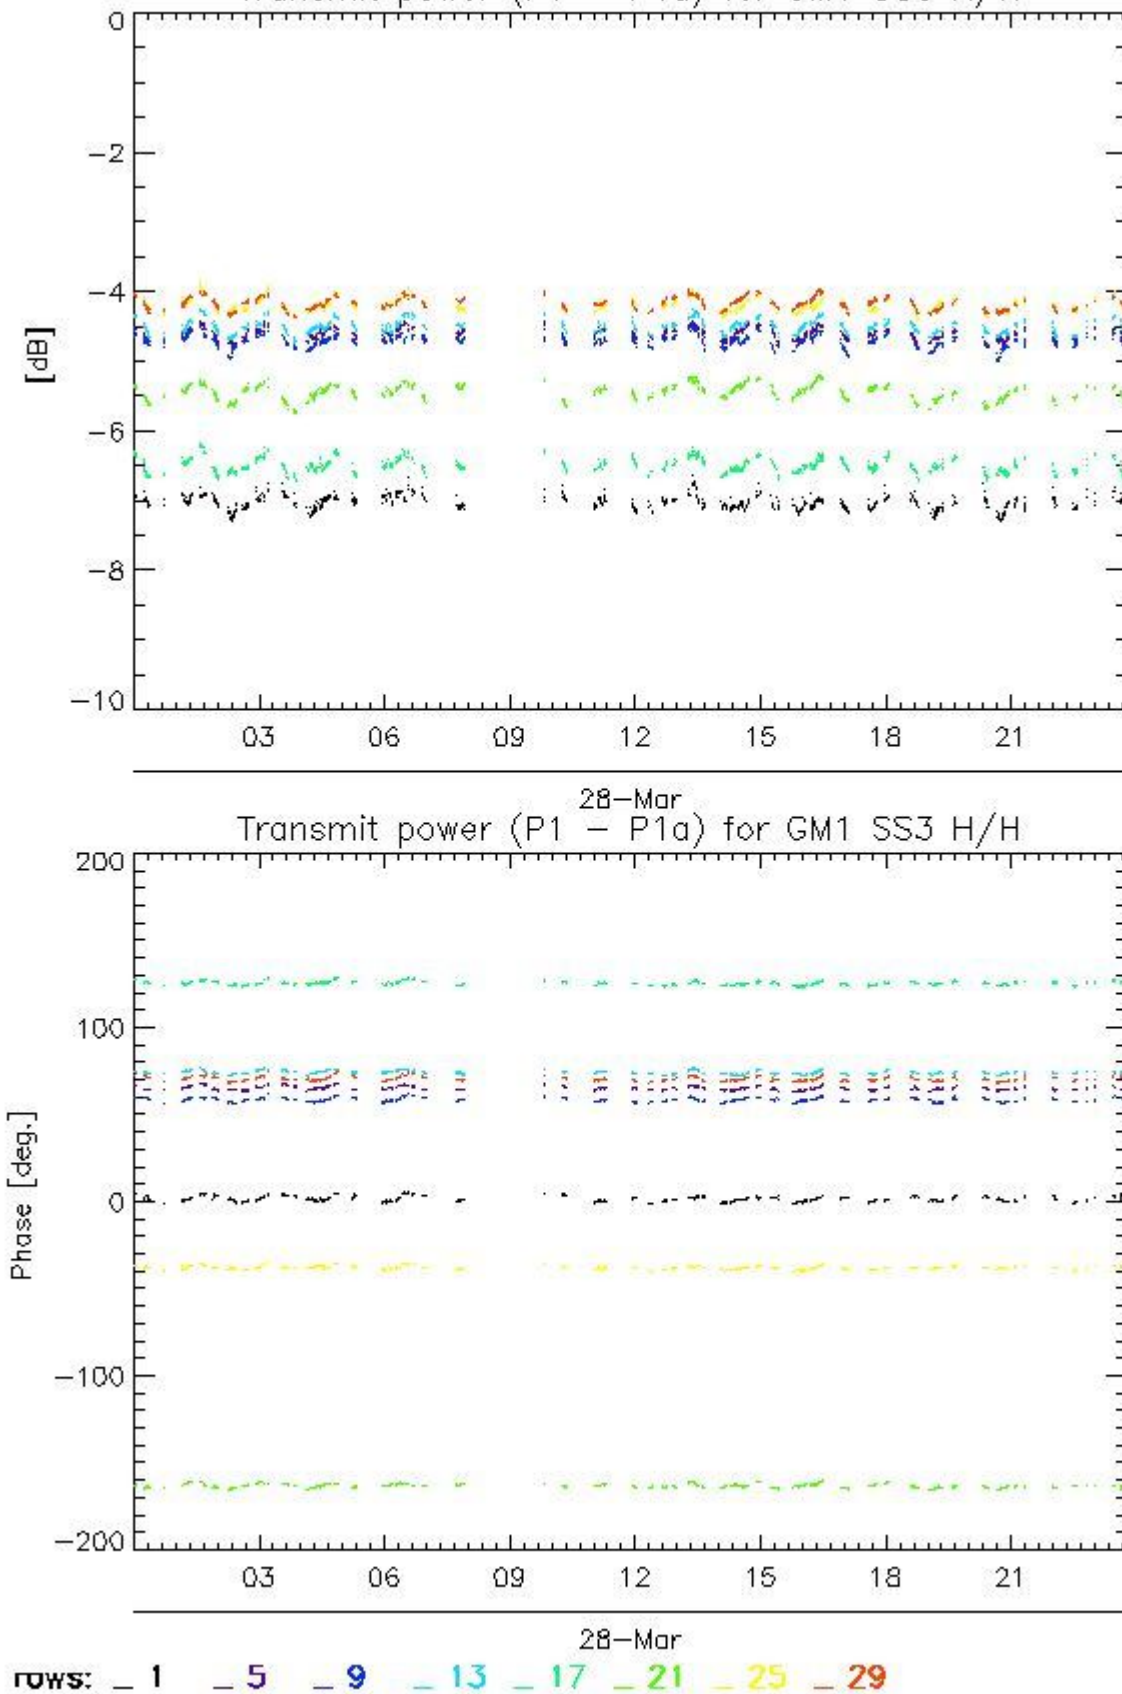 0
-2
-4
[dB]
-6
-8
-10
03 06 09 12 15 18 21
28-Mar
Transmit power (P1 - P1a) for GM1 SS3 H/H
200
100
Phase [deg.]
0
-100
-200
03 06 09 12 15 18 21
28-Mar
rows: _ 1 _ 5 _ 9 _ 13 _ 17 _ 21 _ 25 _ 29